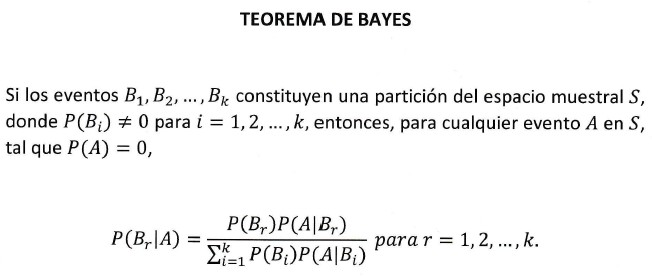 TEOREMA DE BAYES
Si los eventos B₁, B₂, ... , Bₖ constituyen una partición del espacio muestral S,
donde P(Bᵢ) ≠ 0 para i = 1, 2, ... , k, entonces, para cualquier evento A en S,
tal que P(A) = 0,
P(Bᵣ|A) = P(Bᵣ)P(A|Bᵣ) / ∑ᵢ₌₁ᵏ P(Bᵢ)P(A|Bᵢ) para r = 1, 2, ... , k.